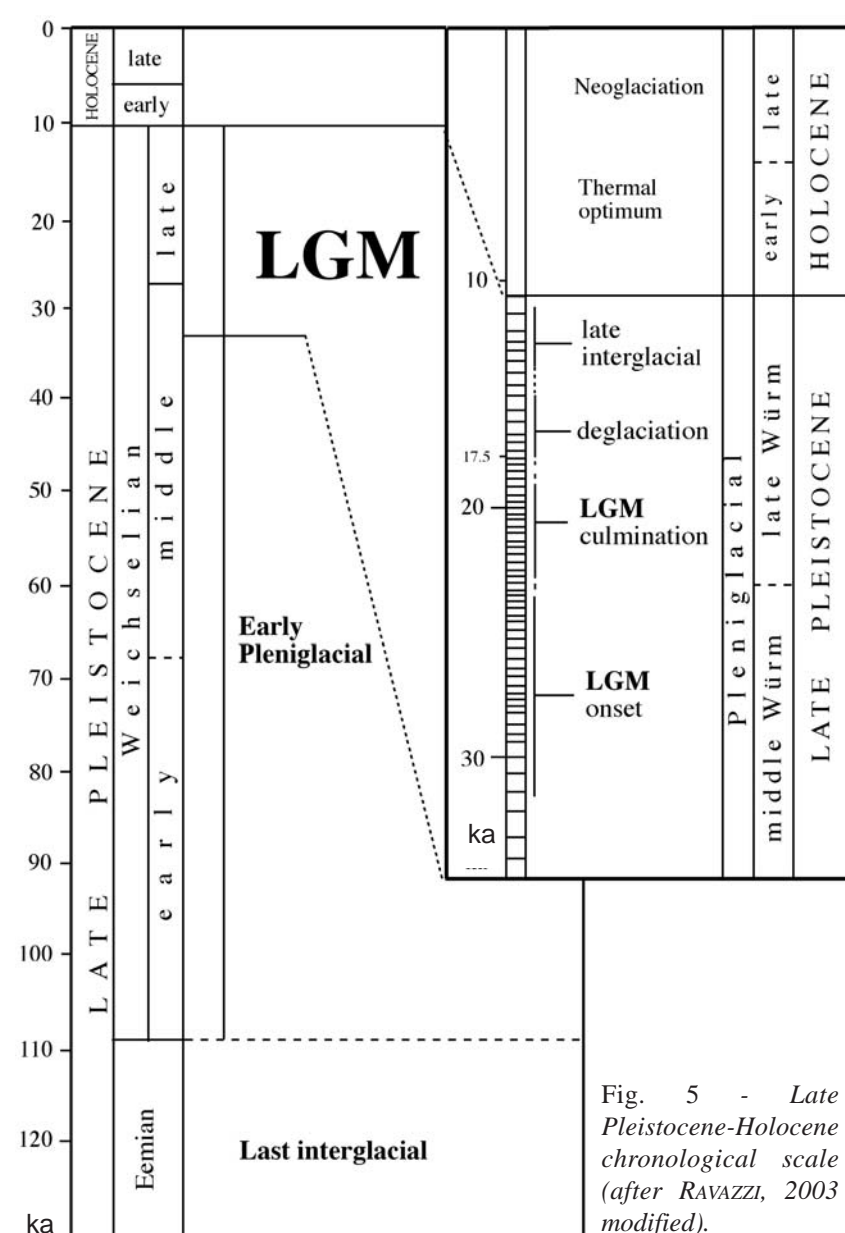 0
10
20
30
40
50
60
70
80
90
100
110
120
ka
HOLOCENE
LATE PLEISTOCENE
late
early
Weichselian
late
middle
early
Eemian
LGM
Early
Pleniglacial
Last interglacial
10
17.5
20
30
ka
----
Neoglaciation
Thermal
optimum
late
interglacial
deglaciation
LGM
culmination
LGM
onset
Pleniglacial
late
early
late Würm
middle Würm
HOLOCENE
LATE PLEISTOCENE
Fig. 5 - Late
Pleistocene-Holocene
chronological scale
(after RAVAZZI, 2003
modified).